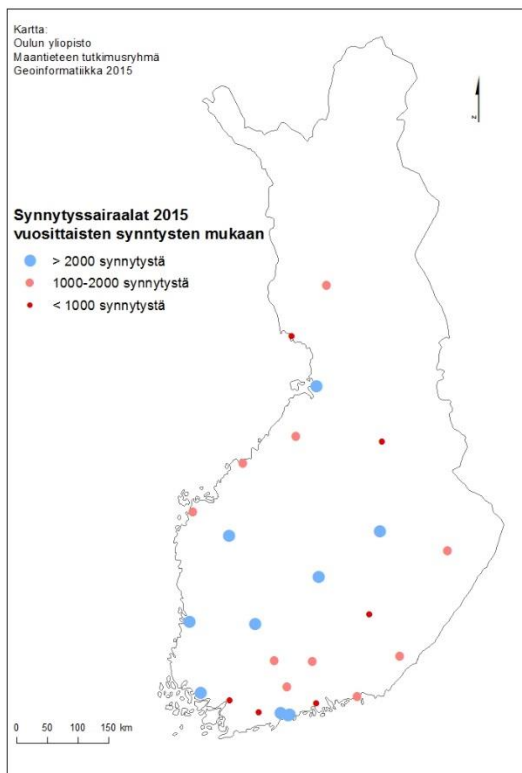 Kartta:
Oulun yliopisto
Maantieteen tutkimusryhmä
Geoinformatiikka 2015
z
Synnytyssairaalat 2015
vuosittaisten synntysten mukaan
> 2000 synnytystä
1000-2000 synnytystä
< 1000 synnytystä
0 50 100 150 km